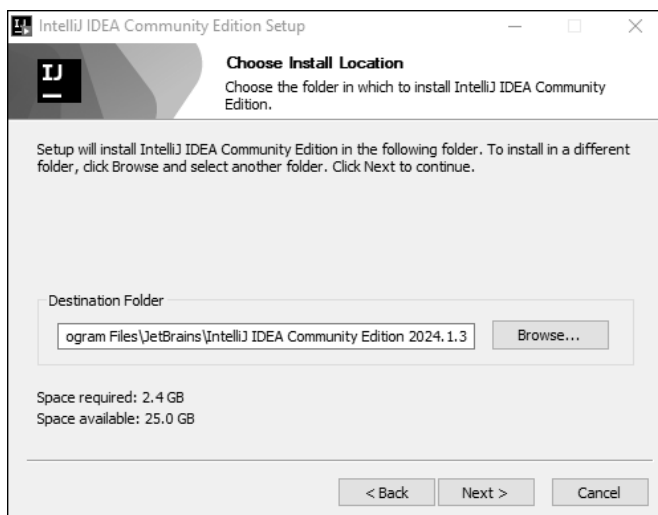 IntelliJ IDEA Community Edition Setup
IJ
Choose Install Location
Choose the folder in which to install IntelliJ IDEA Community
Edition.
Setup will install IntelliJ IDEA Community Edition in the following folder. To install in a different
folder, click Browse and select another folder. Click Next to continue.
Destination Folder
ogram Files\JetBrains\IntelliJ IDEA Community Edition 2024.1.3
Browse...
Space required: 2.4 GB
Space available: 25.0 GB
< Back Next > Cancel